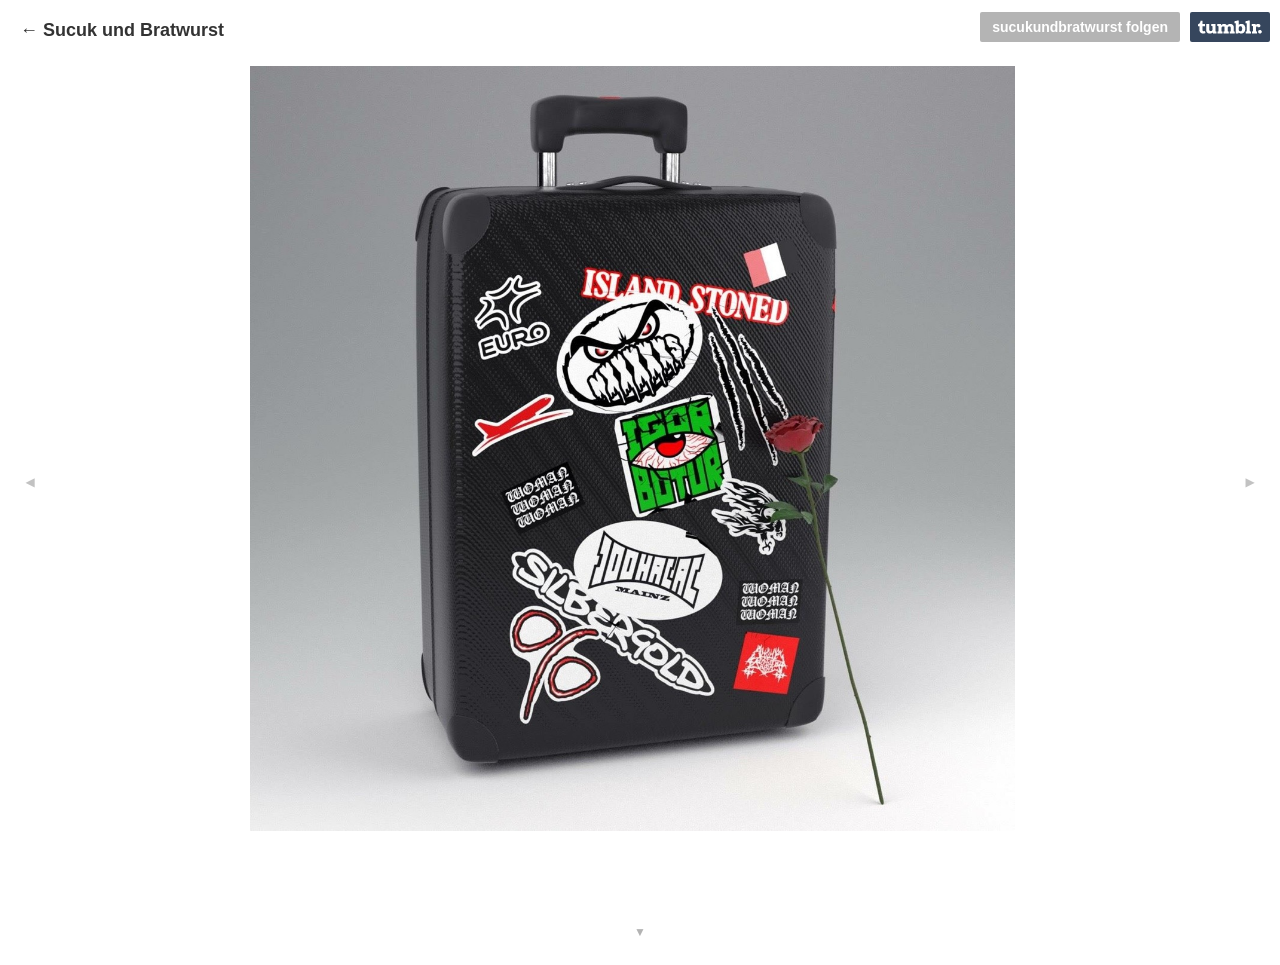 ← Sucuk und Bratwurst
sucukundbratwurst folgen
tumblr.
ISLAND STONED
EURO
IGOR
BUTUR
WOMAN
WOMAN
WOMAN
MAINZ
SILBERGOLD
WOMAN
WOMAN
WOMAN